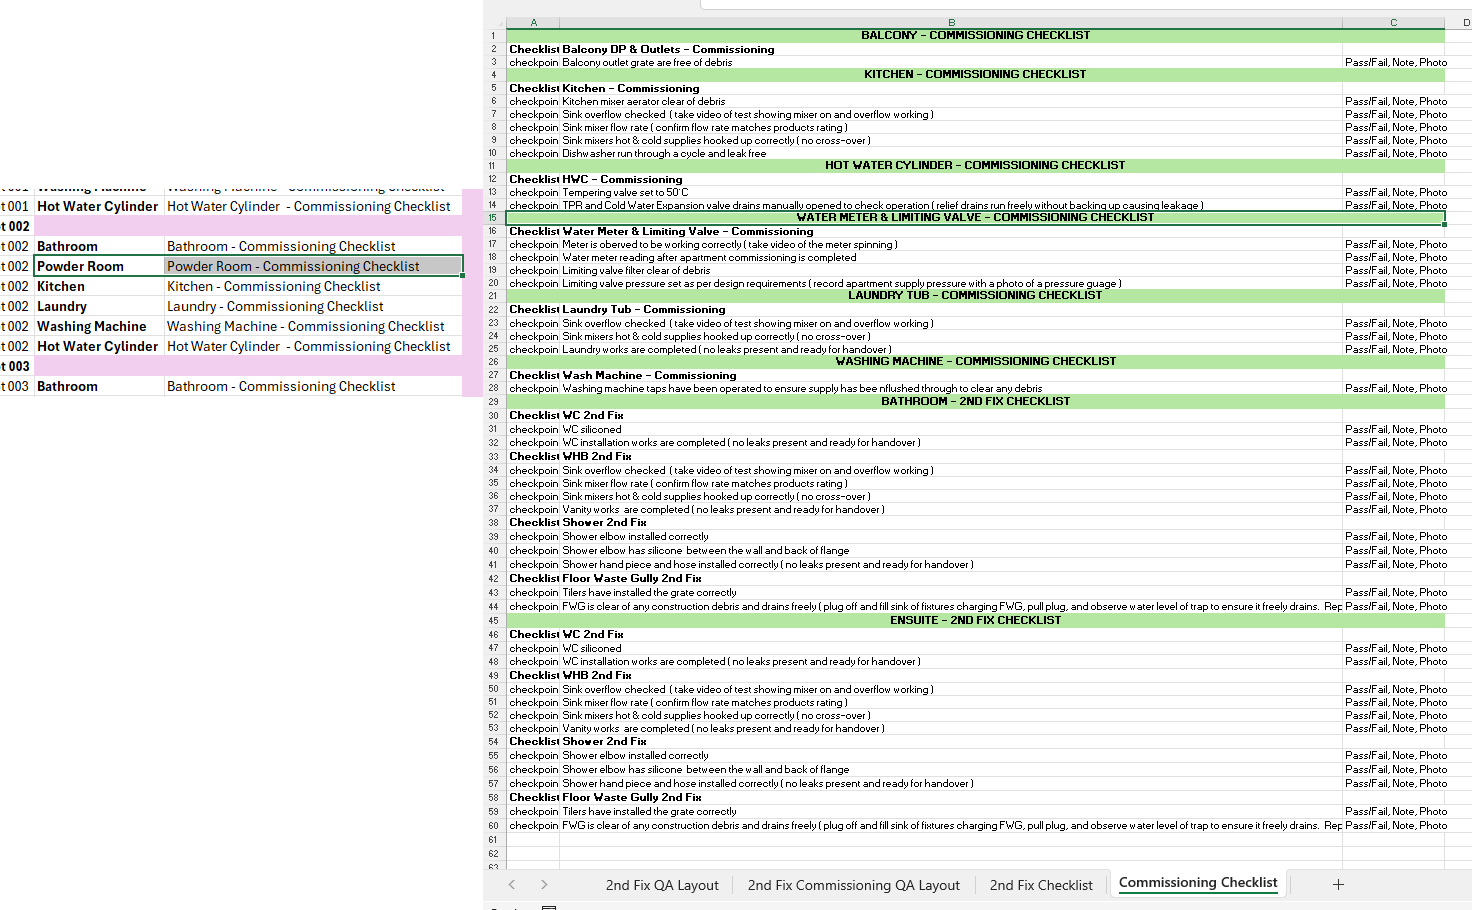 A B C D
1 BALCONY - COMMISSIONING CHECKLIST
2 Checklist Balcony DP & Outlets - Commissioning
3 checkpoin Balcony outlet grate are free of debris Pass/Fail, Note, Photo
4 KITCHEN - COMMISSIONING CHECKLIST
5 Checklist Kitchen - Commissioning
6 checkpoin Kitchen mixer aerator clear of debris Pass/Fail, Note, Photo
7 checkpoin Sink overflow checked ( take video of test showing mixer on and overflow working ) Pass/Fail, Note, Photo
8 checkpoin Sink mixer flow rate ( confirm flow rate matches products rating ) Pass/Fail, Note, Photo
9 checkpoin Sink mixers hot & cold supplies hooked up correctly ( no cross-over ) Pass/Fail, Note, Photo
10 checkpoin Dishwasher run through a cycle and leak free Pass/Fail, Note, Photo
11 HOT WATER CYLINDER - COMMISSIONING CHECKLIST
12 Checklist HWC - Commissioning
13 checkpoin Tempering valve set to 50°C Pass/Fail, Note, Photo
14 checkpoin TPR and Cold Water Expansion valve drains manually opened to check operation ( relief drains run freely without backing up causing leakage ) Pass/Fail, Note, Photo
15 WATER METER & LIMITING VALVE - COMMISSIONING CHECKLIST
16 Checklist Water Meter & Limiting Valve - Commissioning
17 checkpoin Meter is oberved to be working correctly ( take video of the meter spinning ) Pass/Fail, Note, Photo
18 checkpoin Water meter reading after apartment commissioning is completed Pass/Fail, Note, Photo
19 checkpoin Limiting valve filter clear of debris Pass/Fail, Note, Photo
20 checkpoin Limiting valve pressure set as per design requirements ( record apartment supply pressure with a photo of a pressure guage ) Pass/Fail, Note, Photo
21 LAUNDRY TUB - COMMISSIONING CHECKLIST
22 Checklist Laundry Tub - Commissioning
23 checkpoin Sink overflow checked ( take video of test showing mixer on and overflow working ) Pass/Fail, Note, Photo
24 checkpoin Sink mixers hot & cold supplies hooked up correctly ( no cross-over ) Pass/Fail, Note, Photo
25 checkpoin Laundry works are completed ( no leaks present and ready for handover ) Pass/Fail, Note, Photo
26 WASHING MACHINE - COMMISSIONING CHECKLIST
27 Checklist Wash Machine - Commissioning
28 checkpoin Washing machine taps have been operated to ensure supply has bee nflushed through to clear any debris Pass/Fail, Note, Photo
29 BATHROOM - 2ND FIX CHECKLIST
30 Checklist WC 2nd Fix
31 checkpoin WC siliconed Pass/Fail, Note, Photo
32 checkpoin WC installation works are completed ( no leaks present and ready for handover ) Pass/Fail, Note, Photo
33 Checklist WHB 2nd Fix
34 checkpoin Sink overflow checked ( take video of test showing mixer on and overflow working ) Pass/Fail, Note, Photo
35 checkpoin Sink mixer flow rate ( confirm flow rate matches products rating ) Pass/Fail, Note, Photo
36 checkpoin Sink mixers hot & cold supplies hooked up correctly ( no cross-over ) Pass/Fail, Note, Photo
37 checkpoin Vanity works are completed ( no leaks present and ready for handover ) Pass/Fail, Note, Photo
38 Checklist Shower 2nd Fix
39 checkpoin Shower elbow installed correctly Pass/Fail, Note, Photo
40 checkpoin Shower elbow has silicone between the wall and back of flange Pass/Fail, Note, Photo
41 checkpoin Shower hand piece and hose installed correctly ( no leaks present and ready for handover ) Pass/Fail, Note, Photo
42 Checklist Floor Waste Gully 2nd Fix
43 checkpoin Tilers have installed the grate correctly Pass/Fail, Note, Photo
44 checkpoin FWG is clear of any construction debris and drains freely ( plug off and fill sink of fixtures charging FWG, pull plug, and observe water level of trap to ensure it freely drains. Rep Pass/Fail, Note, Photo
45 ENSUITE - 2ND FIX CHECKLIST
46 Checklist WC 2nd Fix
47 checkpoin WC siliconed Pass/Fail, Note, Photo
48 checkpoin WC installation works are completed ( no leaks present and ready for handover ) Pass/Fail, Note, Photo
49 Checklist WHB 2nd Fix
50 checkpoin Sink overflow checked ( take video of test showing mixer on and overflow working ) Pass/Fail, Note, Photo
51 checkpoin Sink mixer flow rate ( confirm flow rate matches products rating ) Pass/Fail, Note, Photo
52 checkpoin Sink mixers hot & cold supplies hooked up correctly ( no cross-over ) Pass/Fail, Note, Photo
53 checkpoin Vanity works are completed ( no leaks present and ready for handover ) Pass/Fail, Note, Photo
54 Checklist Shower 2nd Fix
55 checkpoin Shower elbow installed correctly Pass/Fail, Note, Photo
56 checkpoin Shower elbow has silicone between the wall and back of flange Pass/Fail, Note, Photo
57 checkpoin Shower hand piece and hose installed correctly ( no leaks present and ready for handover ) Pass/Fail, Note, Photo
58 Checklist Floor Waste Gully 2nd Fix
59 checkpoin Tilers have installed the grate correctly Pass/Fail, Note, Photo
60 checkpoin FWG is clear of any construction debris and drains freely ( plug off and fill sink of fixtures charging FWG, pull plug, and observe water level of trap to ensure it freely drains. Rep Pass/Fail, Note, Photo
61
62
63
2nd Fix QA Layout 2nd Fix Commissioning QA Layout 2nd Fix Checklist Commissioning Checklist +
t 001 Washing Machine Washing Machine - Commissioning Checklist
t 001 Hot Water Cylinder Hot Water Cylinder - Commissioning Checklist
t 002
t 002 Bathroom Bathroom - Commissioning Checklist
t 002 Powder Room Powder Room - Commissioning Checklist
t 002 Kitchen Kitchen - Commissioning Checklist
t 002 Laundry Laundry - Commissioning Checklist
t 002 Washing Machine Washing Machine - Commissioning Checklist
t 002 Hot Water Cylinder Hot Water Cylinder - Commissioning Checklist
t 003
t 003 Bathroom Bathroom - Commissioning Checklist